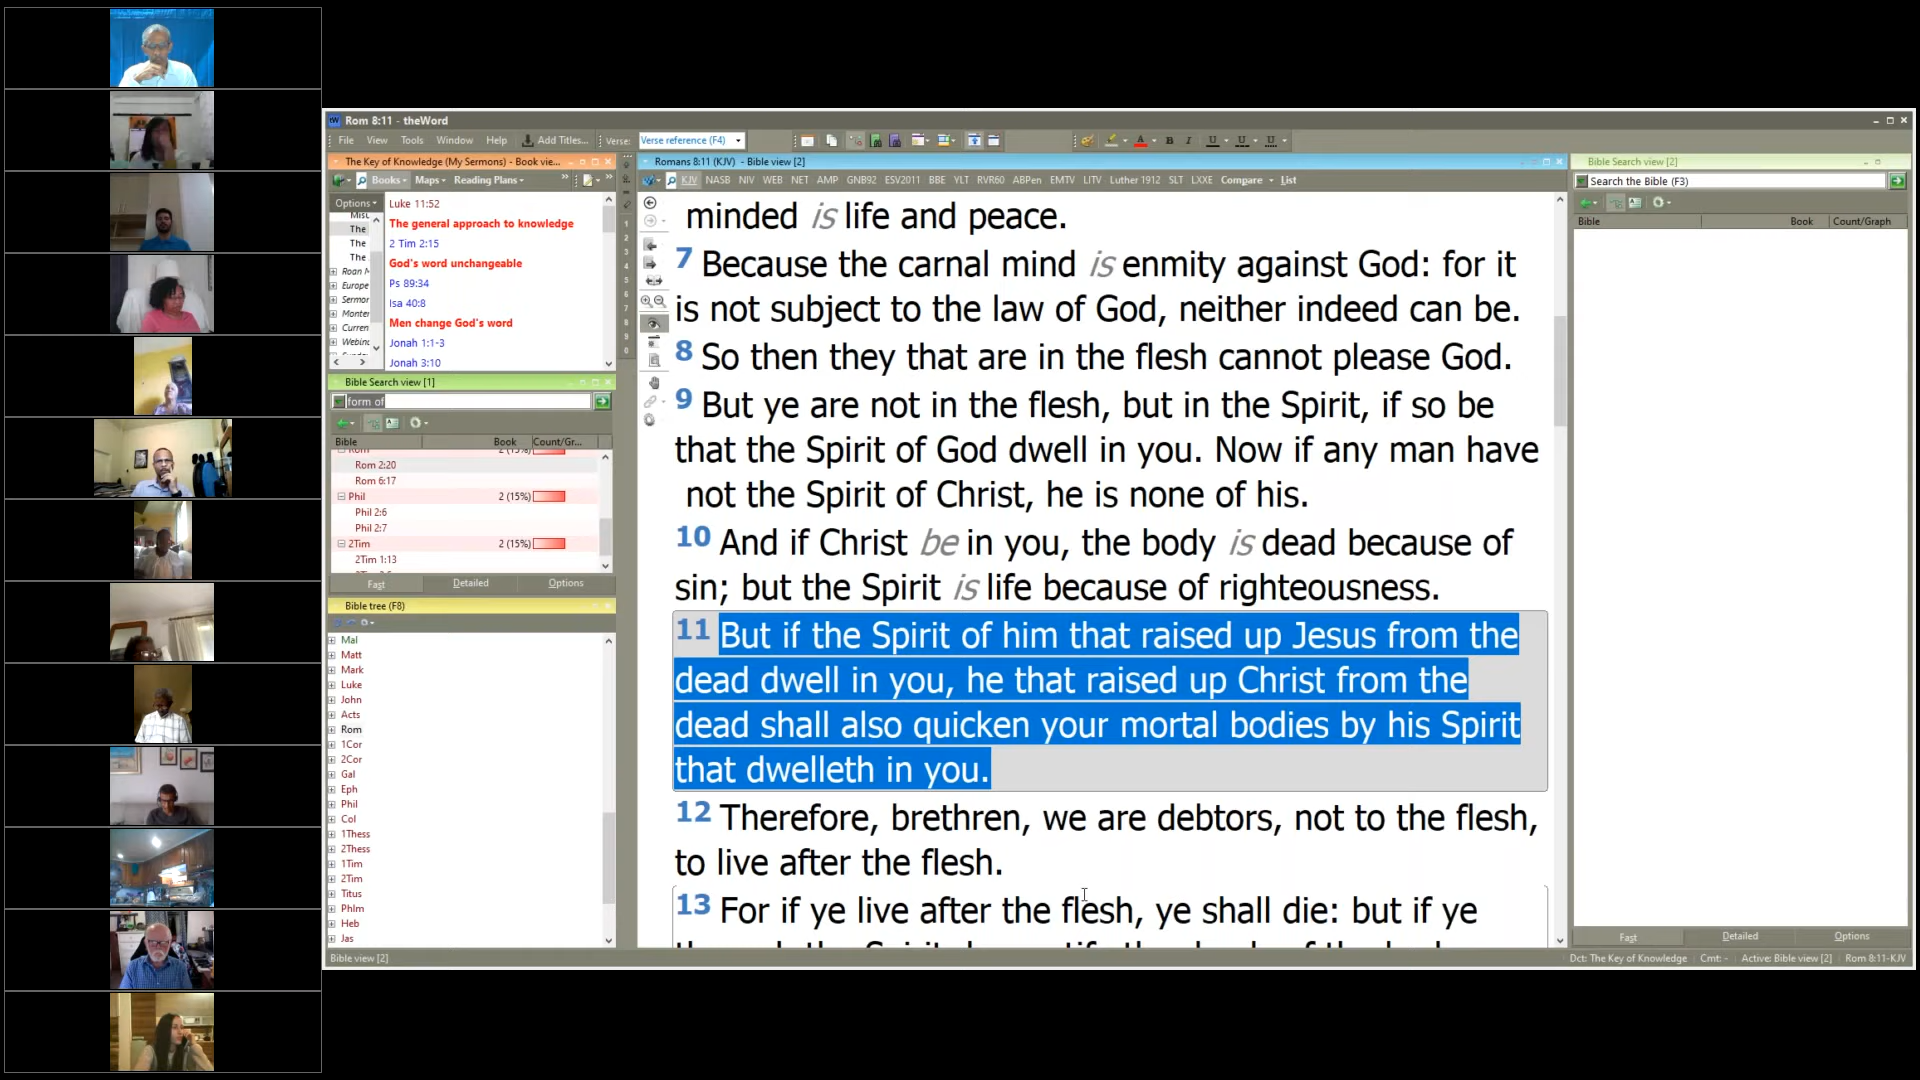 Rom 8:11 - theWord
File View Tools Window Help Add Titles... Verse: Verse reference (F4)
The Key of Knowledge (My Sermons) - Book vie...
Books Maps Reading Plans
Options
The
The
The
Roan M
Europe
Sermon
Monter
Curren
Webina
Luke 11:52
The general approach to knowledge
2 Tim 2:15
God's word unchangeable
Ps 89:34
Isa 40:8
Men change God's word
Jonah 1:1-3
Jonah 3:10
Bible Search view [1]
form of
Bible Book Count/Gr...
Rom 2 (15%)
Rom 2:20
Rom 6:17
Phil 2 (15%)
Phil 2:6
Phil 2:7
2Tim 2 (15%)
2Tim 1:13
Fast Detailed Options
Bible tree (F8)
Mal
Matt
Mark
Luke
John
Acts
Rom
1Cor
2Cor
Gal
Eph
Phil
Col
1Thess
2Thess
1Tim
2Tim
Titus
Phlm
Heb
Jas
Bible view [2]
Romans 8:11 (KJV) - Bible view [2]
KJV NASB NIV WEB NET AMP GNB92 ESV2011 BBE YLT RVR60 ABPen EMTV LITV Luther 1912 SLT LXXE Compare List
minded is life and peace.
7 Because the carnal mind is enmity against God: for it
is not subject to the law of God, neither indeed can be.
8 So then they that are in the flesh cannot please God.
9 But ye are not in the flesh, but in the Spirit, if so be
that the Spirit of God dwell in you. Now if any man have
not the Spirit of Christ, he is none of his.
10 And if Christ be in you, the body is dead because of
sin; but the Spirit is life because of righteousness.
11 But if the Spirit of him that raised up Jesus from the
dead dwell in you, he that raised up Christ from the
dead shall also quicken your mortal bodies by his Spirit
that dwelleth in you.
12 Therefore, brethren, we are debtors, not to the flesh,
to live after the flesh.
13 For if ye live after the flesh, ye shall die: but if ye
Bible Search view [2]
Search the Bible (F3)
Bible Book Count/Graph
Fast Detailed Options
Dct: The Key of Knowledge Cmt: - Active: Bible view [2] Rom 8:11-KJV